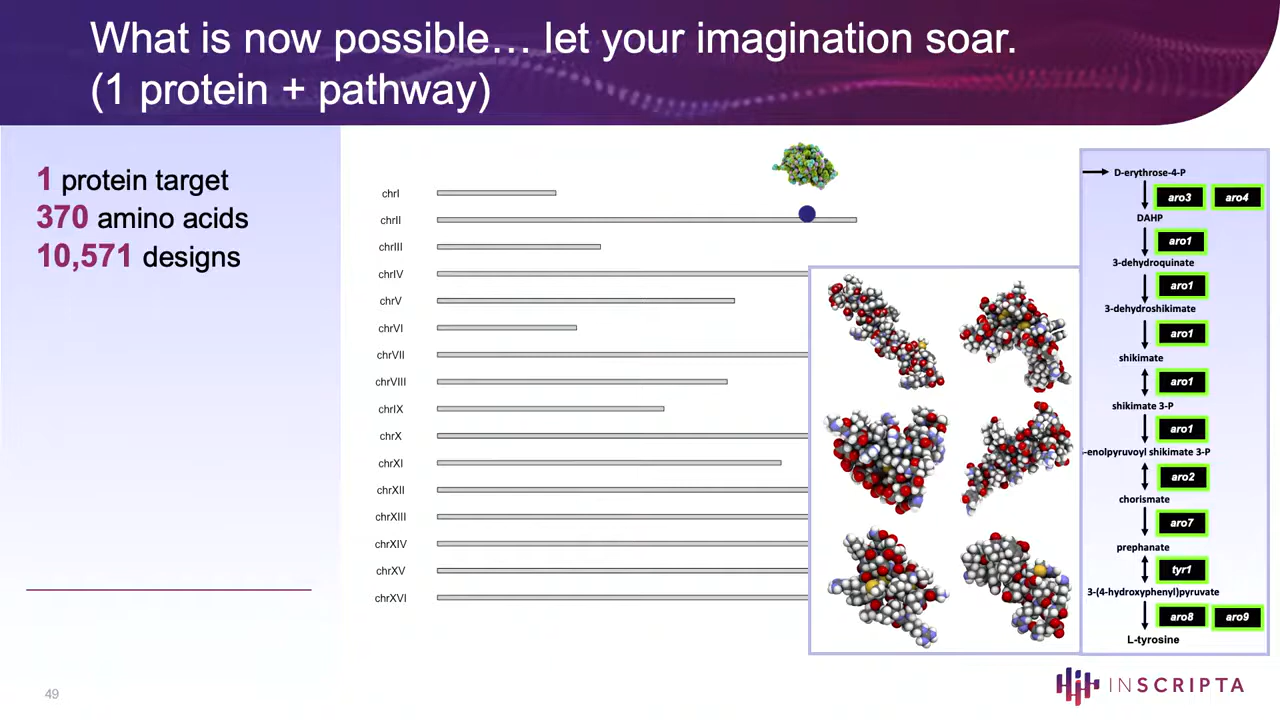 What is now possible… let your imagination soar.
(1 protein + pathway)
1 protein target
370 amino acids
10,571 designs
chrI
chrII
chrIII
chrIV
chrV
chrVI
chrVII
chrVIII
chrIX
chrX
chrXI
chrXII
chrXIII
chrXIV
chrXV
chrXVI
D-erythrose-4-P
aro3 aro4
DAHP
aro1
3-dehydroquinate
aro1
3-dehydroshikimate
aro1
shikimate
aro1
shikimate 3-P
aro1
-enolpyruvoyl shikimate 3-P
aro2
chorismate
aro7
prephanate
tyr1
3-(4-hydroxyphenyl)pyruvate
aro8 aro9
L-tyrosine
49
INSCRIPTA